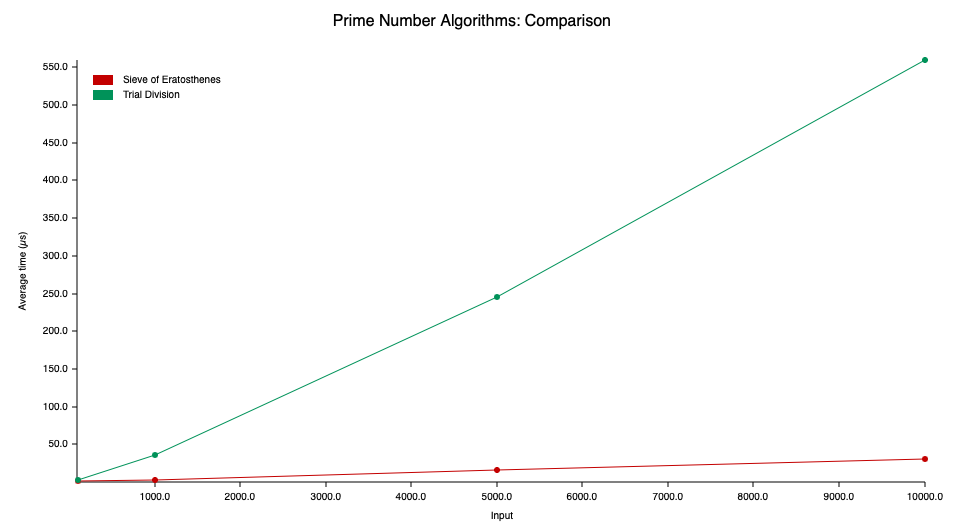 Prime Number Algorithms: Comparison
Sieve of Eratosthenes
Trial Division
550.0
500.0
450.0
400.0
350.0
300.0
250.0
200.0
150.0
100.0
50.0
Average time (µs)
1000.0 2000.0 3000.0 4000.0 5000.0 6000.0 7000.0 8000.0 9000.0 10000.0
Input